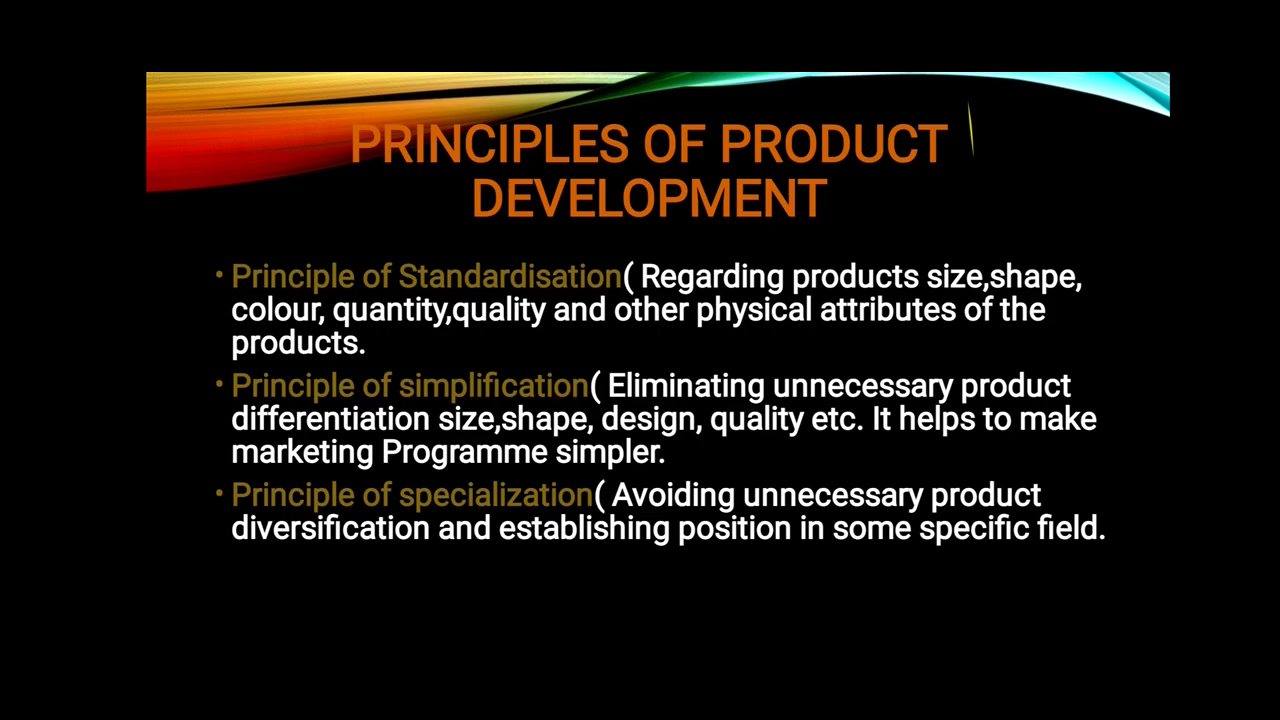 PRINCIPLES OF PRODUCT
DEVELOPMENT
• Principle of Standardisation( Regarding products size,shape,
colour, quantity,quality and other physical attributes of the
products.
• Principle of simplification( Eliminating unnecessary product
differentiation size,shape, design, quality etc. It helps to make
marketing Programme simpler.
• Principle of specialization( Avoiding unnecessary product
diversification and establishing position in some specific field.